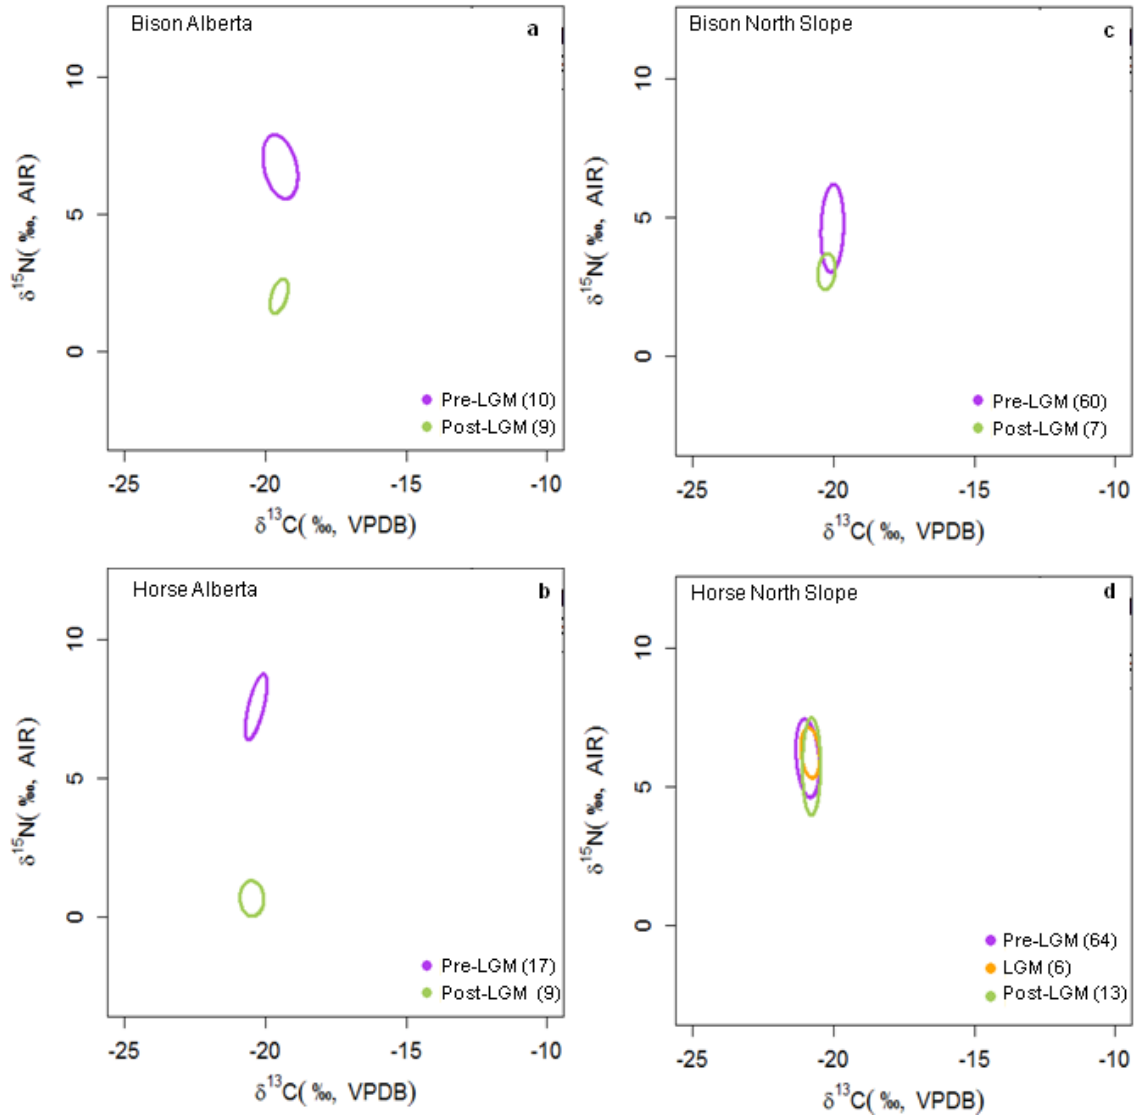 Bison Alberta
a
10
5
0
δ¹⁵N( ‰, AIR)
Pre-LGM (10)
Post-LGM (9)
-25 -20 -15 -10
δ¹³C( ‰, VPDB)
Bison North Slope
c
10
5
0
δ¹⁵N( ‰, AIR)
Pre-LGM (60)
Post-LGM (7)
-25 -20 -15 -10
δ¹³C( ‰, VPDB)
Horse Alberta
b
10
5
0
δ¹⁵N( ‰, AIR)
Pre-LGM (17)
Post-LGM (9)
-25 -20 -15 -10
δ¹³C( ‰, VPDB)
Horse North Slope
d
10
5
0
δ¹⁵N( ‰, AIR)
Pre-LGM (64)
LGM (6)
Post-LGM (13)
-25 -20 -15 -10
δ¹³C( ‰, VPDB)